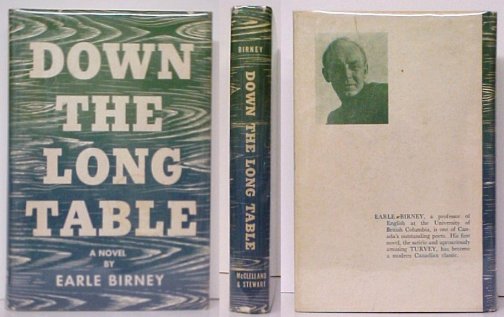 DOWN
THE
LONG
TABLE
A NOVEL
BY
EARLE BIRNEY
BIRNEY
DOWN THE LONG TABLE
McCLELLAND
& STEWART
EARLE BIRNEY, a professor of
English at the University of
British Columbia, is one of Can-
ada's outstanding poets. His first
novel, the satiric and uproariously
amusing TURVEY, has become
a modern Canadian classic.